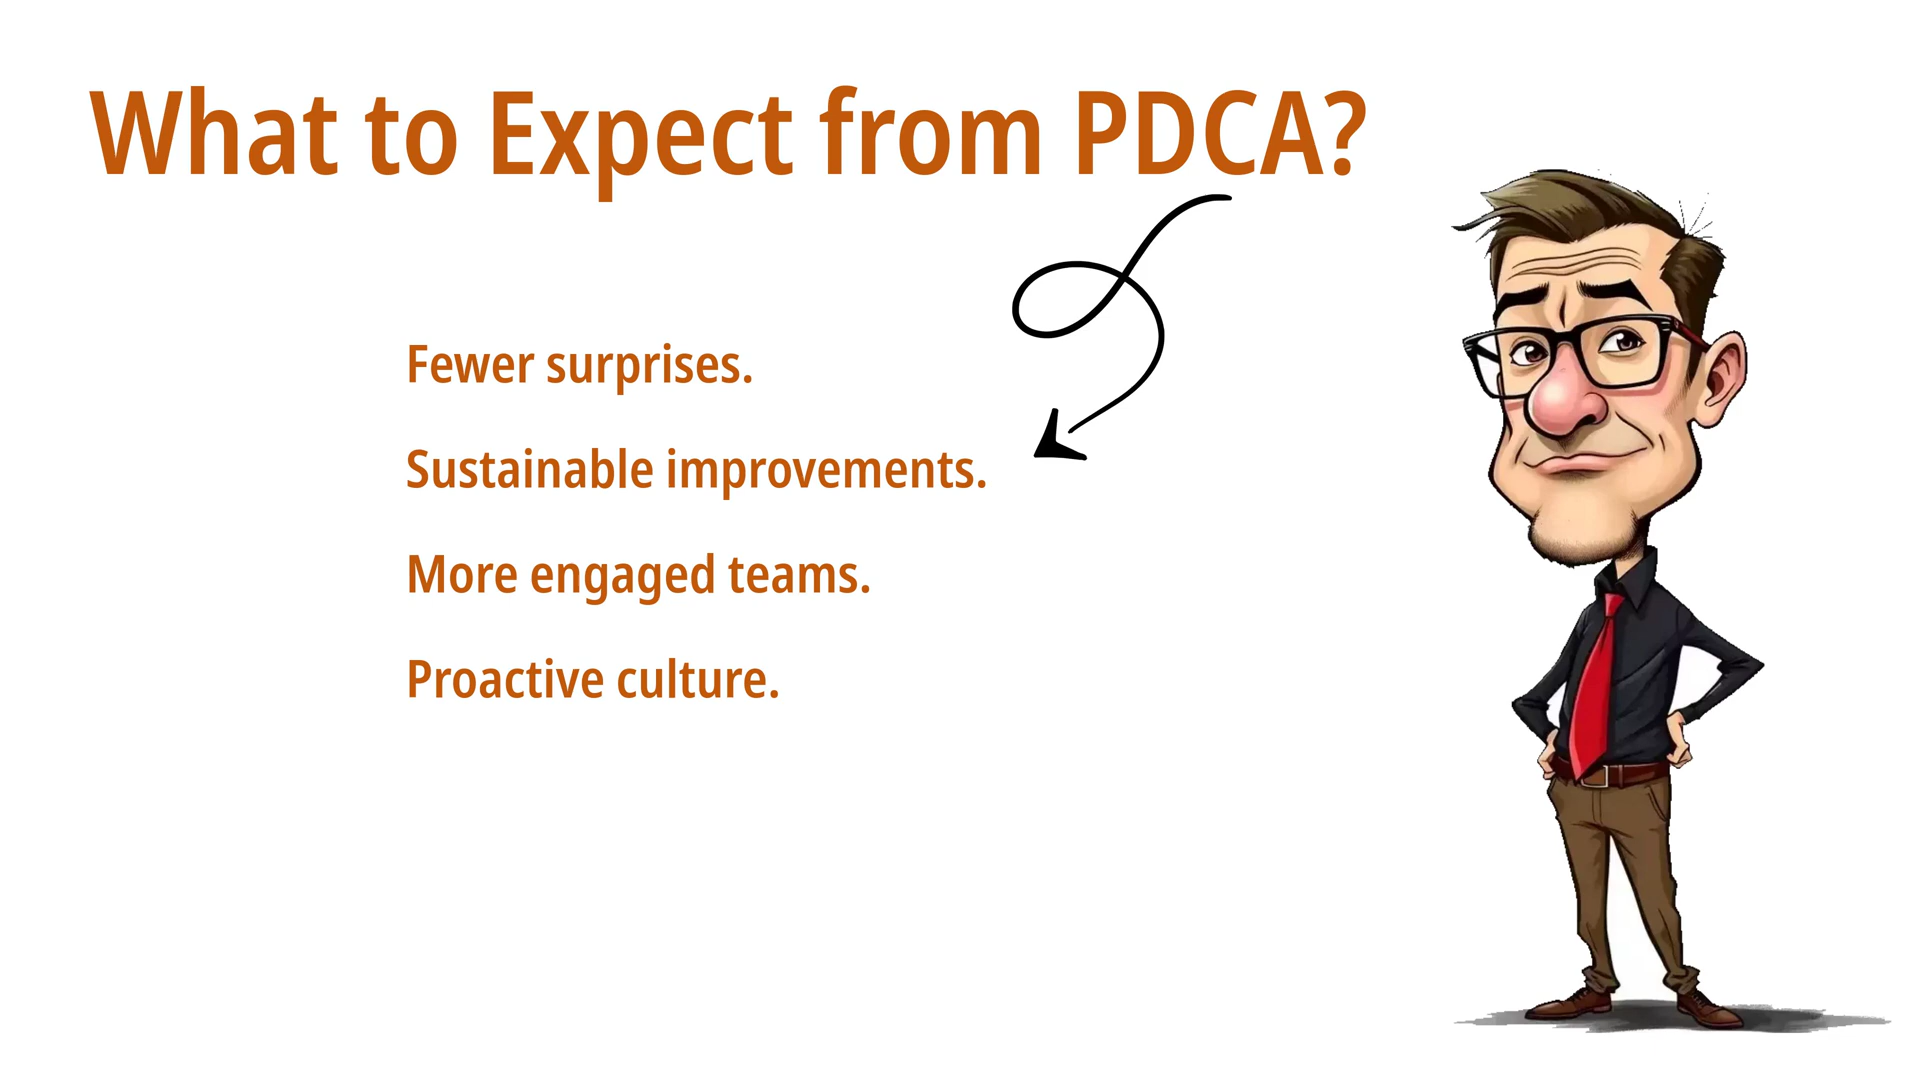 What to Expect from PDCA?
Fewer surprises.
Sustainable improvements.
More engaged teams.
Proactive culture.